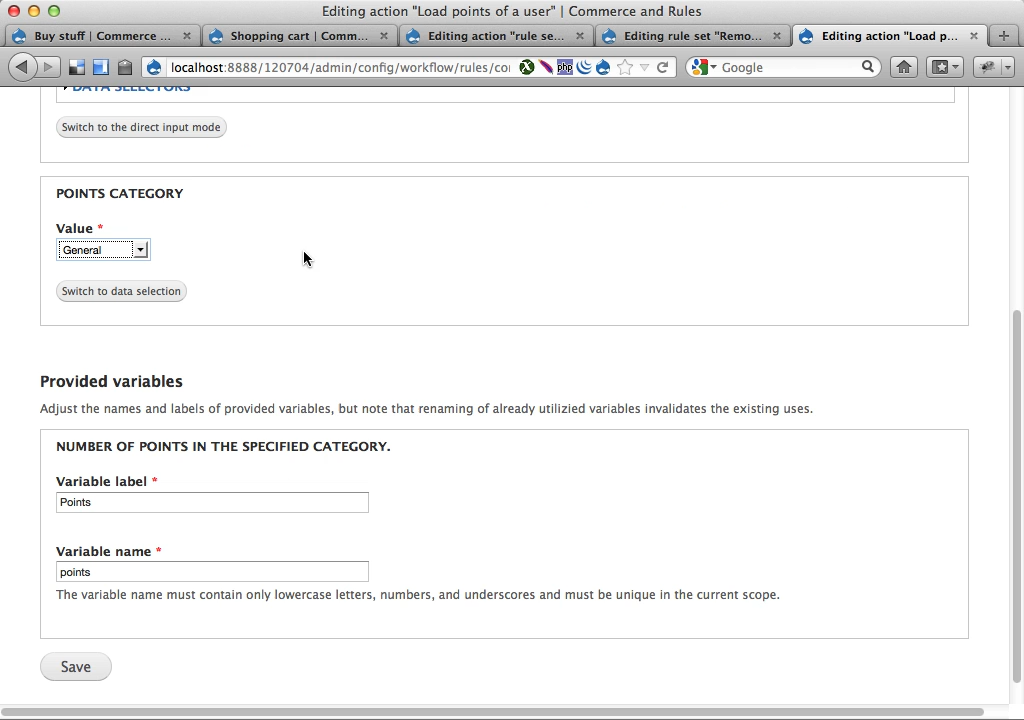 Editing action "Load points of a user" | Commerce and Rules
Buy stuff | Commerce ...
Shopping cart | Comm...
Editing action "rule se...
Editing rule set "Remo...
Editing action "Load p...
localhost:8888/120704/admin/config/workflow/rules/co
php
Google
DATA SELECTORS
Switch to the direct input mode
POINTS CATEGORY
Value *
General
Switch to data selection
Provided variables
Adjust the names and labels of provided variables, but note that renaming of already utilizied variables invalidates the existing uses.
NUMBER OF POINTS IN THE SPECIFIED CATEGORY.
Variable label *
Points
Variable name *
points
The variable name must contain only lowercase letters, numbers, and underscores and must be unique in the current scope.
Save